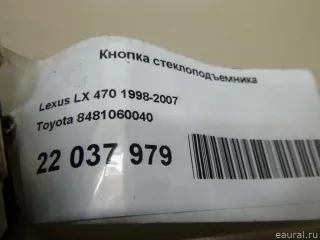 Кнопка стеклоподъемника
Lexus LX 470 1998-2007
Toyota 8481060040
22 037 979
eaural.ru